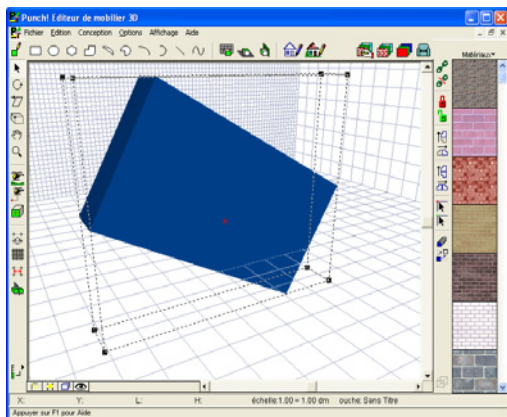 Punch! Editeur de mobilier 3D
Fichier Edition Conception Options Affichage Aide
Matériaux
X: Y: L: H: échelle:1.00 = 1.00 dm ouche: Sans Titre
Appuyer sur F1 pour Aide